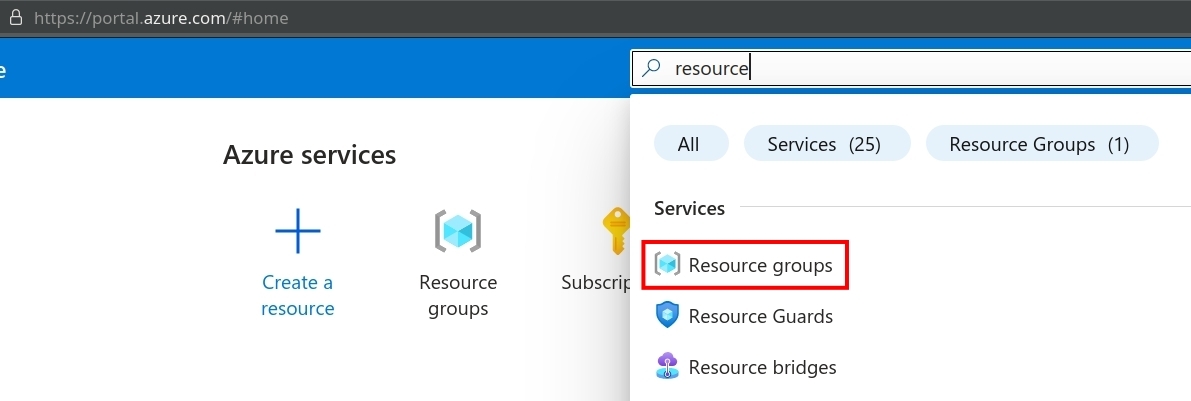 https://portal.azure.com/#home
resource
All Services (25) Resource Groups (1)
Azure services
Services
Create a
resource
Resource
groups
Resource groups
Resource Guards
Resource bridges